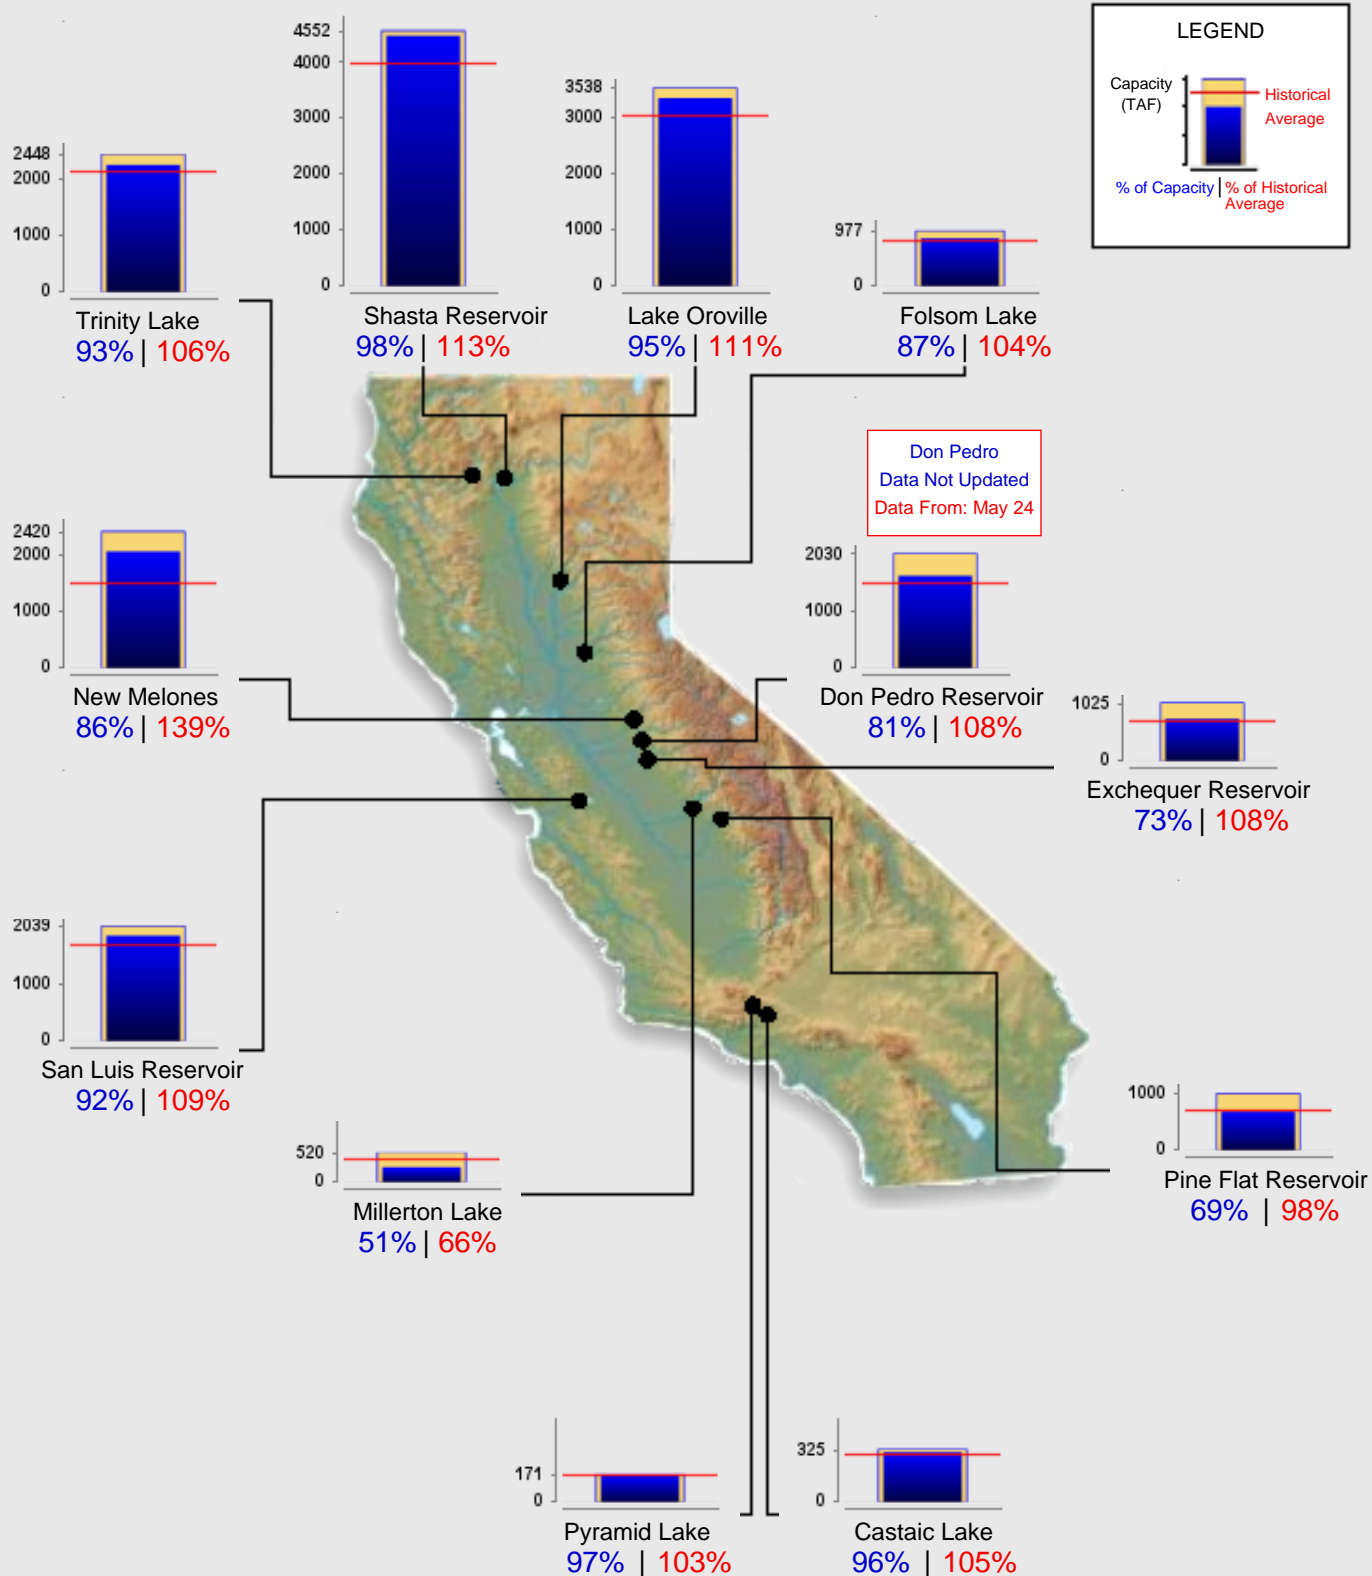 LEGEND
Capacity
(TAF)
Historical
Average
% of Capacity | % of Historical
Average
4552
4000
3000
2000
1000
0
Shasta Reservoir
98% | 113%
3538
3000
2000
1000
0
Lake Oroville
95% | 111%
2448
2000
1000
0
Trinity Lake
93% | 106%
977
0
Folsom Lake
87% | 104%
Don Pedro
Data Not Updated
Data From: May 24
2420
2000
1000
0
New Melones
86% | 139%
2030
1000
0
Don Pedro Reservoir
81% | 108%
1025
0
Exchequer Reservoir
73% | 108%
2039
1000
0
San Luis Reservoir
92% | 109%
520
0
Millerton Lake
51% | 66%
1000
0
Pine Flat Reservoir
69% | 98%
171
0
Pyramid Lake
97% | 103%
325
0
Castaic Lake
96% | 105%